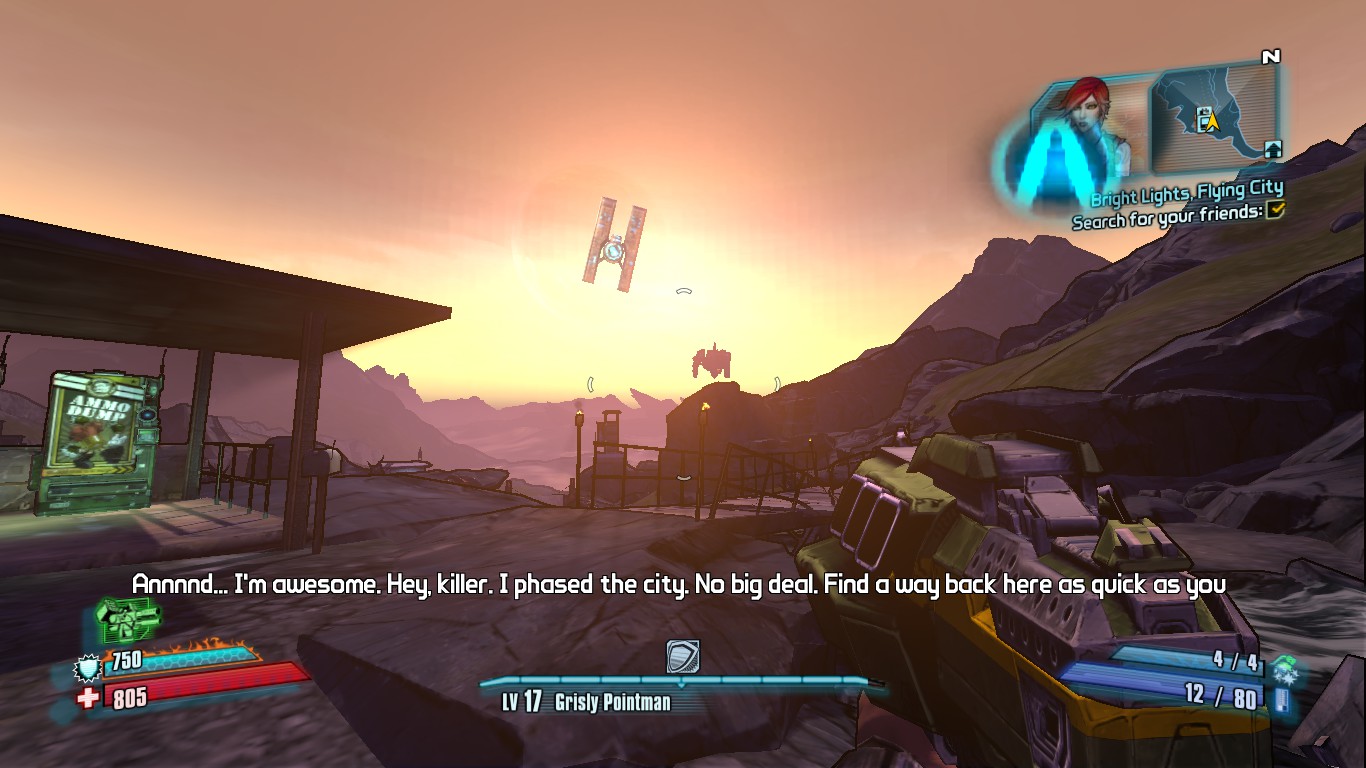 N
Bright Lights, Flying City
Search for your friends:
AMMO
DUMP
Annnnd... I'm awesome. Hey, killer. I phased the city. No big deal. Find a way back here as quick as you
750
805
LV 17 Grisly Pointman
4 / 4
12 / 80